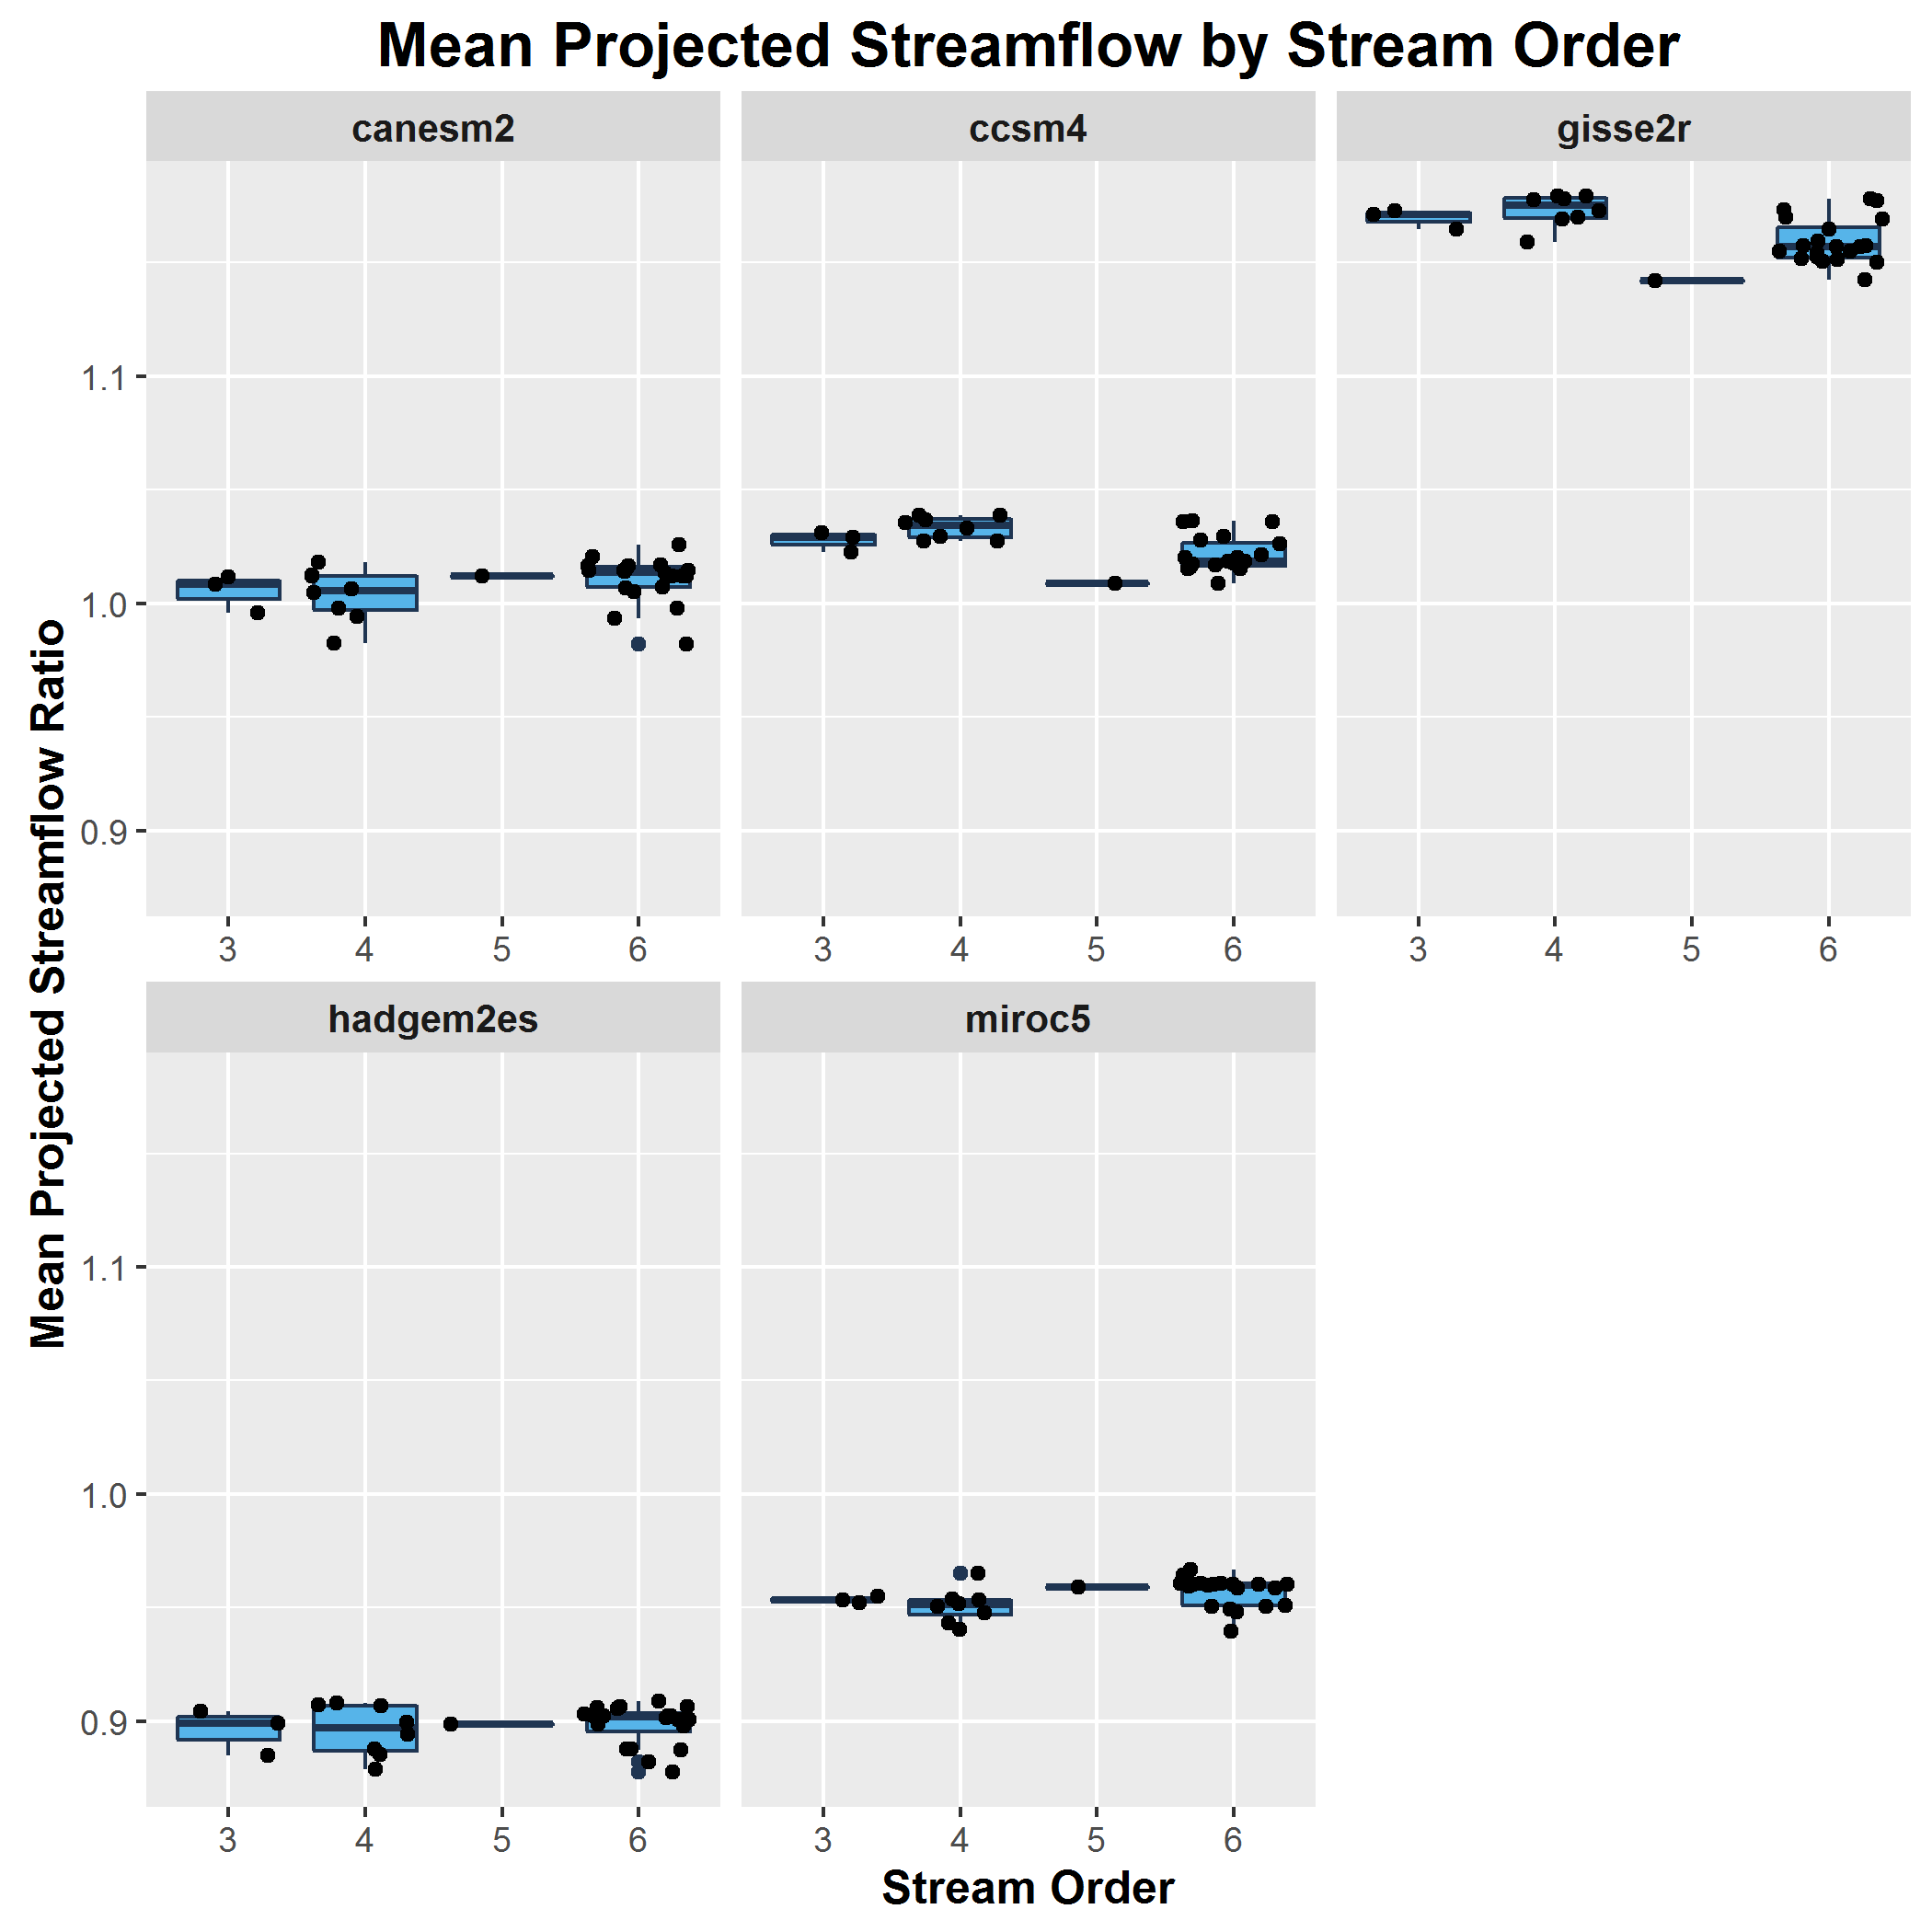 Mean Projected Streamflow by Stream Order
canesm2
ccsm4
gisse2r
Mean Projected Streamflow Ratio
1.1
1.0
0.9
3 4 5 6
3 4 5 6
3 4 5 6
hadgem2es
miroc5
1.1
1.0
0.9
3 4 5 6
3 4 5 6
Stream Order